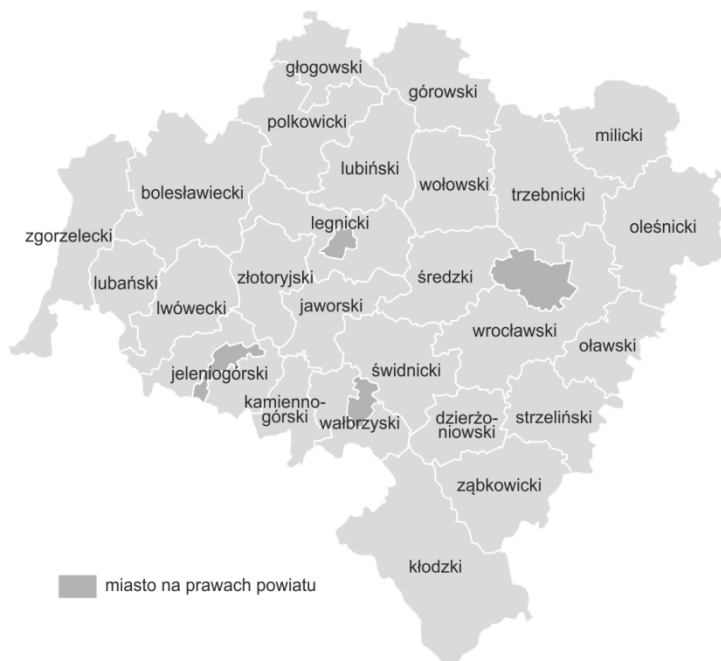 głogowski
górowski
polkowicki
milicki
lubiński
wołowski
trzebnicki
bolesławiecki
legnicki
oleśnicki
zgorzelecki
lubański
złotoryjski
średzki
lwówecki
jaworski
wrocławski
oławski
jeleniogórski
świdnicki
kamienno-
górski
wałbrzyski
dzierżo-
niowski
strzeliński
ząbkowicki
kłodzki
miasto na prawach powiatu